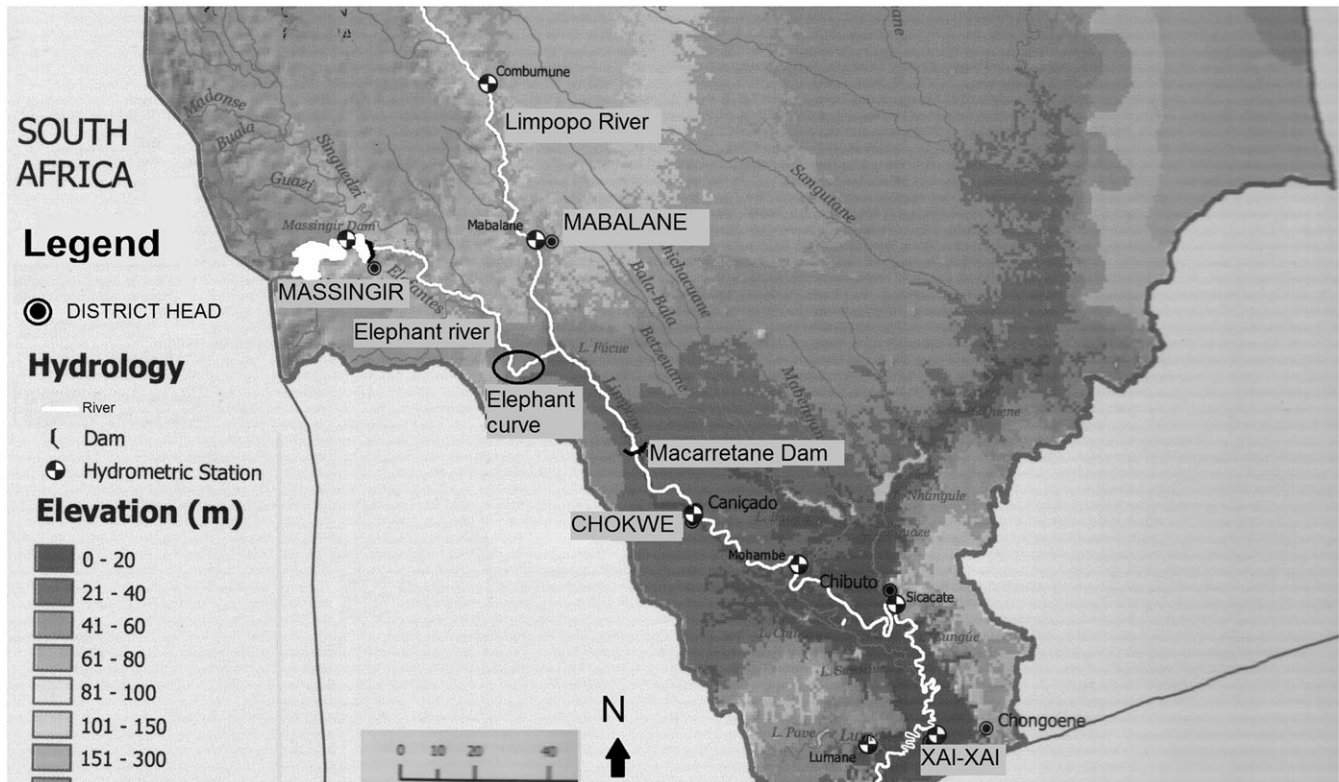 Combumune
Limpopo River
SOUTH
AFRICA
Madonse
Buala
Singuedzi
Guazi
Sangutane
Massingir Dam
Mabalane
MABALANE
Legend
MASSINGIR
DISTRICT HEAD
Elephant river
Bala-Bala
Betzeuane
L. Fúcue
Hydrology
River
Dam
Hydrometric Station
Elephant
curve
Limpopo
Macarretane Dam
Elevation (m)
Caniçado
CHOKWE
Nhangule
Mohambe
Chibuto
Sicacate
0 - 20
21 - 40
41 - 60
61 - 80
81 - 100
101 - 150
151 - 300
N
L. Pave
Lumane
Chongoene
XAI-XAI
0 20 40